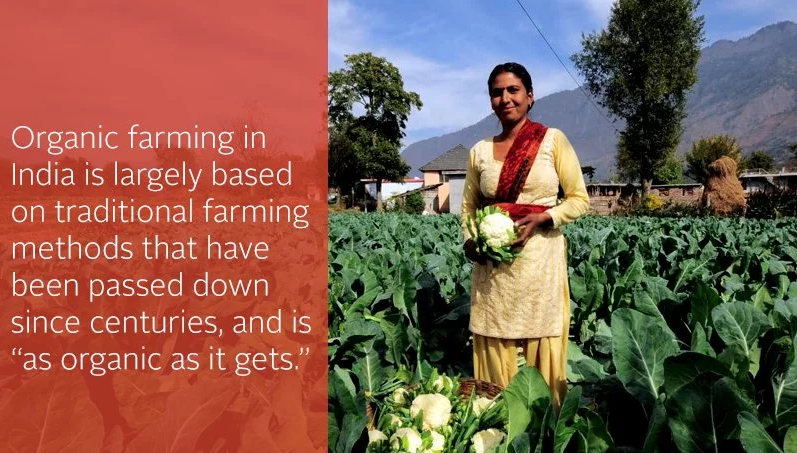 Organic farming in
India is largely based
on traditional farming
methods that have
been passed down
since centuries, and is
“as organic as it gets.”